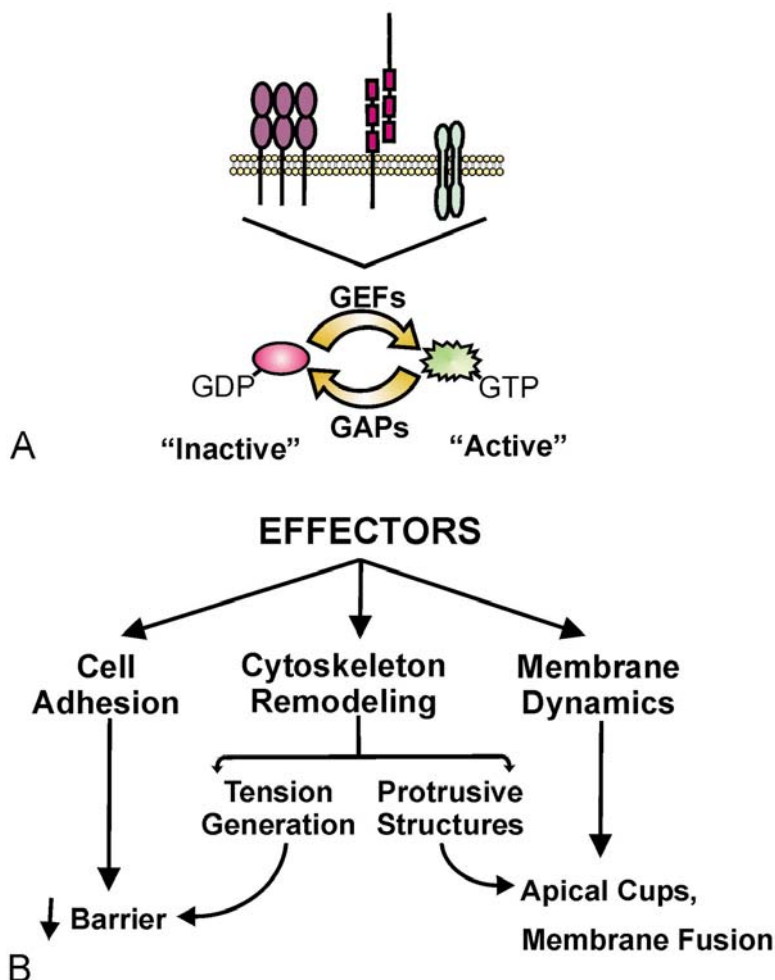 GEFs
GDP
GTP
GAPs
A
“Inactive”
“Active”
EFFECTORS
Cell
Adhesion
Cytoskeleton
Remodeling
Membrane
Dynamics
Tension
Generation
Protrusive
Structures
Barrier
Apical Cups,
Membrane Fusion
B